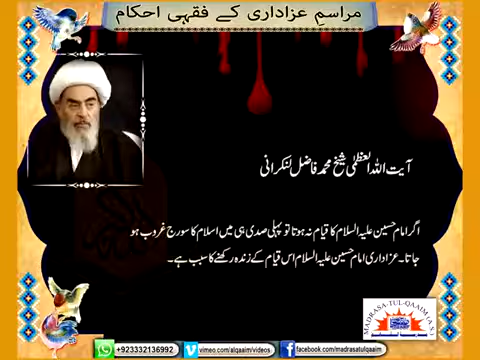 مراسم عزاداری کے فقہی احکام
آیت اللہ العظمٰی شیخ محمد فاضل لنکرانی
اگر امام حسین علیہ السلام کا قیام نہ ہوتا تو پہلی صدی ہی میں اسلام کا سورج غروب ہو
جاتا۔ عزاداری امام حسین علیہ السلام اس قیام کے زندہ رکھنے کا سبب ہے۔
MADRASA-TUL-QAAIM (A.S)
+923332136992
vimeo.com/alqaaim/videos
facebook.com/madrasatulqaaim